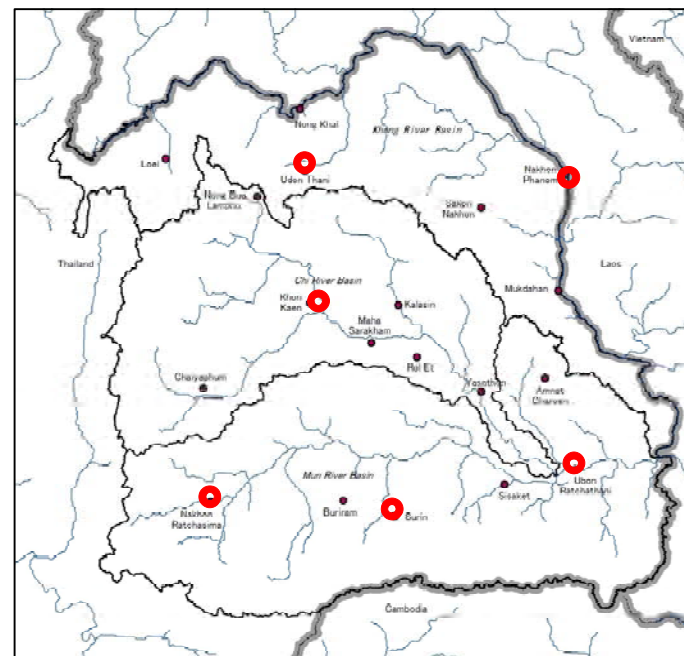 Vietnam
Nong Khai
Khong River Basin
Loei
Udon Thani
Nakhon
Phanom
Nong Bua
Lamphu
Sakon
Nakhon
Thailand
Laos
Chi River Basin
Khon
Kaen
Kalasin
Mukdahan
Maha
Sarakham
Roi Et
Chaiyaphum
Yasothon
Amnat
Charoen
Mun River Basin
Ubon
Ratchathani
Sisaket
Nakhon
Ratchasima
Buriram
Surin
Cambodia